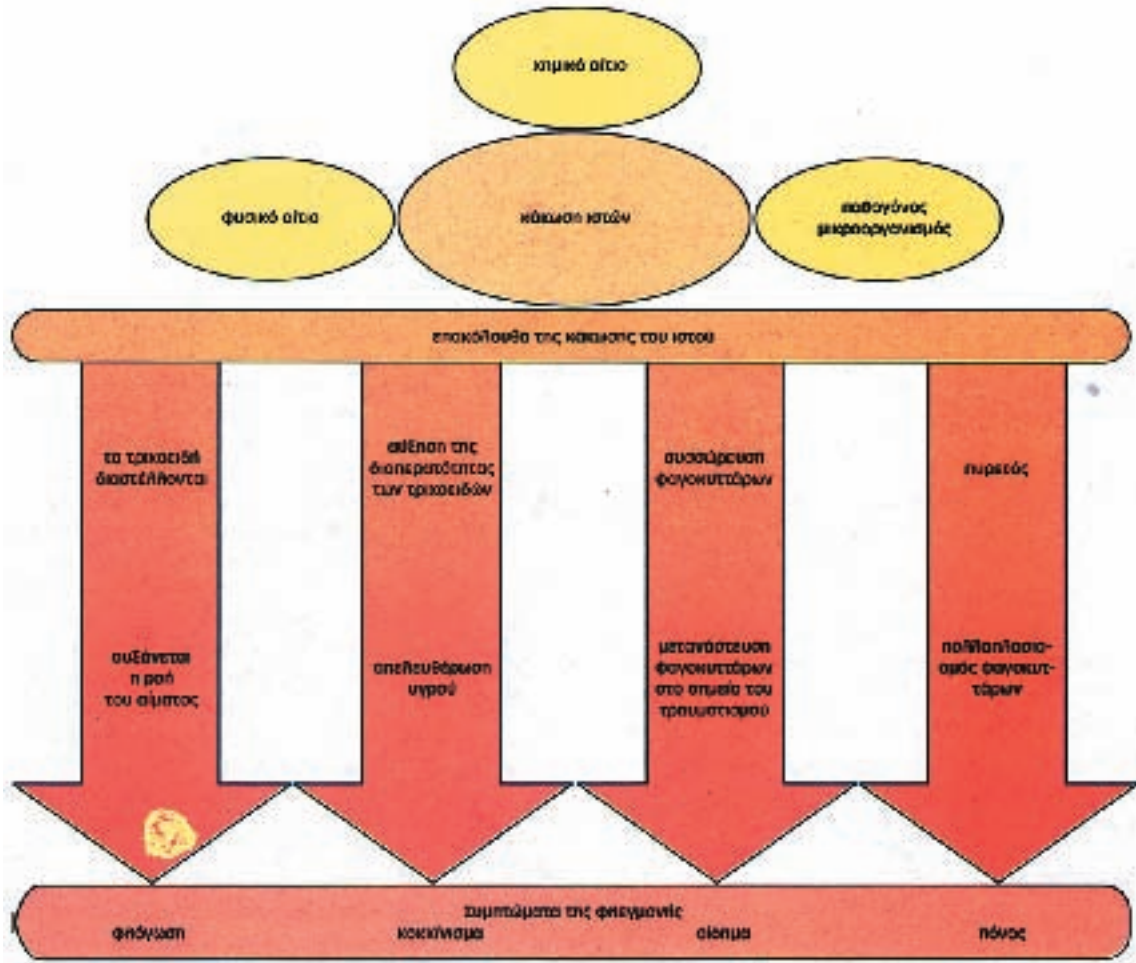 χημικό αίτιο
φυσικό αίτιο
κάκωση ιστών
παθογόνος
μικροοργανισμός
επακόλουθα της κάκωσης του ιστού
τα τριχοειδή
διαστέλλονται
αύξηση της
διαπερατότητας
των τριχοειδών
συσσώρευση
φαγοκυττάρων
πυρετός
αυξάνεται
η ροή
του αίματος
απελευθέρωση
υγρού
μετανάστευση
φαγοκυττάρων
στο σημείο του
τραυματισμού
πολλαπλασια-
σμός φαγοκυτ-
τάρων
Συμπτώματα της φλεγμονής
φλόγωση κοκκίνισμα οίδημα πόνος